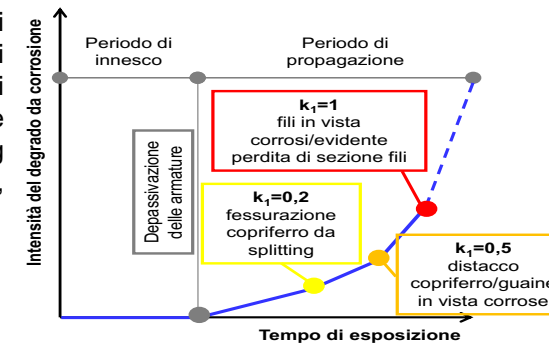 Periodo di
innesco
Periodo di
propagazione
Intensità del degrado da corrosione
Depassivazione
delle armature
k₁=1
fili in vista
corrosi/evidente
perdita di sezione fili
k₁=0,2
fessurazione
copriferro da
splitting
k₁=0,5
distacco
copriferro/guaine
in vista corrose
Tempo di esposizione